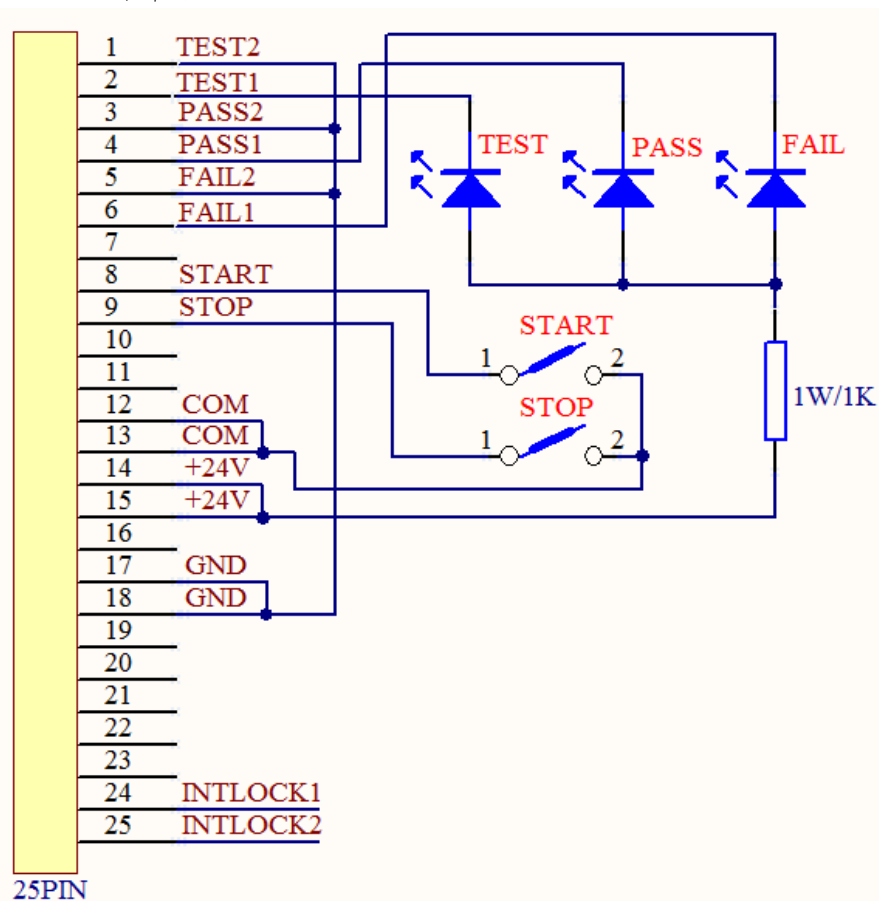 1 TEST2
2 TEST1
3 PASS2
4 PASS1
5 FAIL2
6 FAIL1
7
8 START
9 STOP
10
11
12 COM
13 COM
14 +24V
15 +24V
16
17 GND
18 GND
19
20
21
22
23
24 INTLOCK1
25 INTLOCK2
25PIN
TEST
PASS
FAIL
START
1 2
STOP
1 2
1W/1K